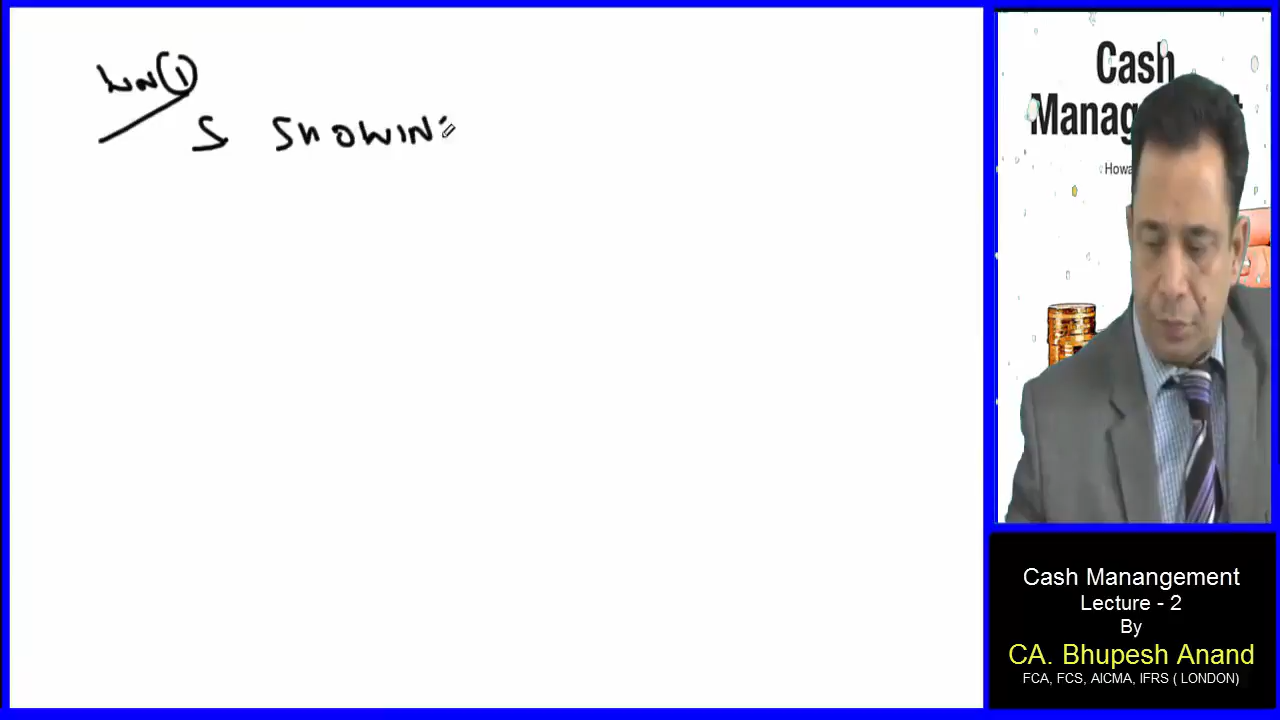 WN(1)
S SHOWIN
Cash
Manag
t
Howa
Cash Manangement
Lecture - 2
By
CA. Bhupesh Anand
FCA, FCS, AICMA, IFRS ( LONDON)